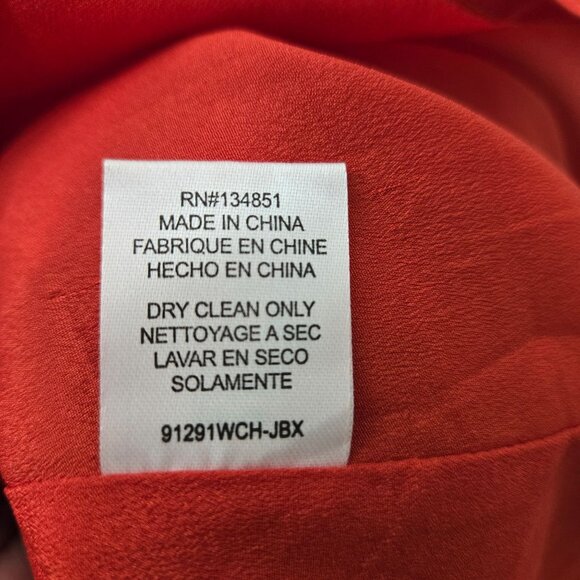 RN#134851
MADE IN CHINA
FABRIQUE EN CHINE
HECHO EN CHINA
DRY CLEAN ONLY
NETTOYAGE A SEC
LAVAR EN SECO
SOLAMENTE
91291WCH-JBX